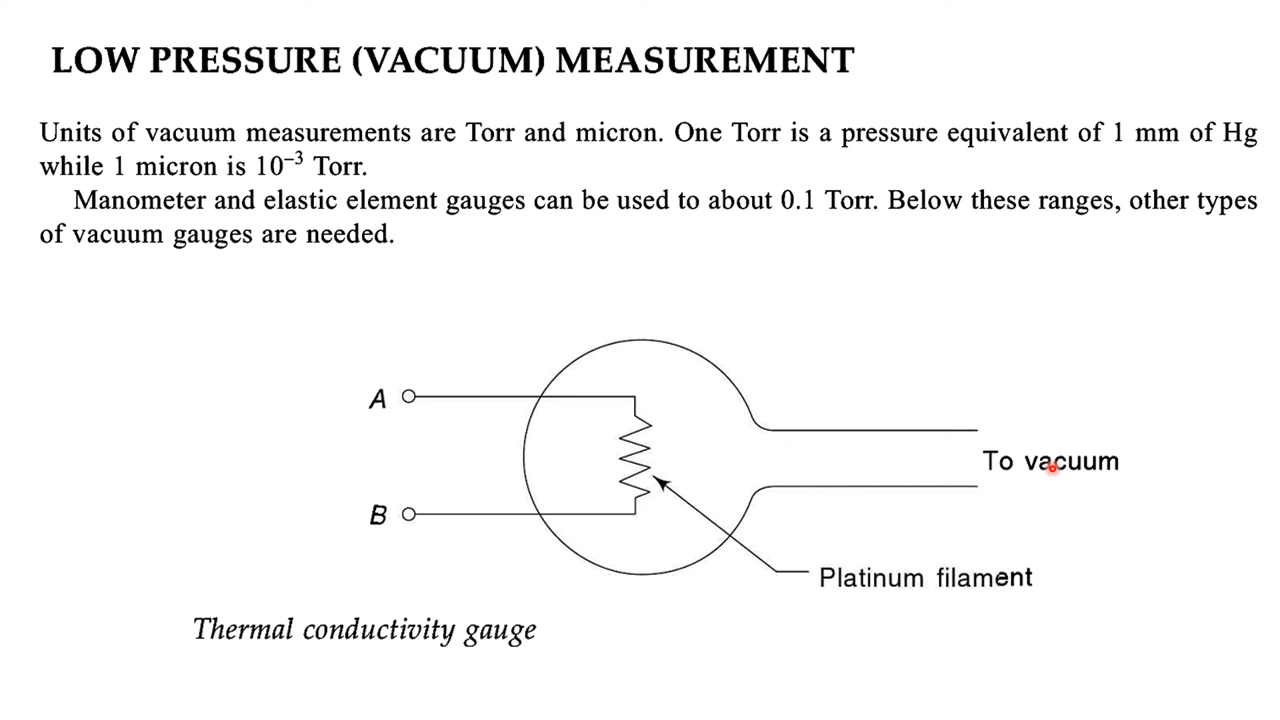 LOW PRESSURE (VACUUM) MEASUREMENT
Units of vacuum measurements are Torr and micron. One Torr is a pressure equivalent of 1 mm of Hg
while 1 micron is 10⁻³ Torr.
Manometer and elastic element gauges can be used to about 0.1 Torr. Below these ranges, other types
of vacuum gauges are needed.
A
To vacuum
B
Platinum filament
Thermal conductivity gauge